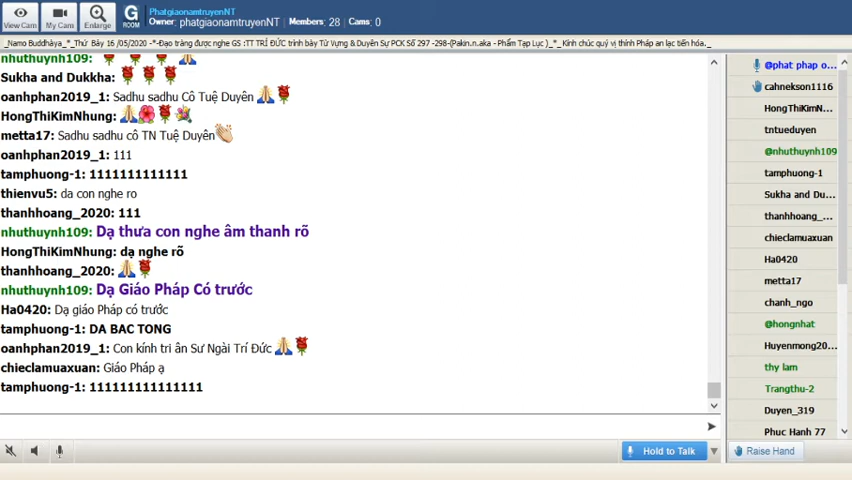 View Cam
My Cam
Enlarge
G
ROOM
PhatgiaonamtruyenNT
Owner: phatgiaonamtruyenNT | Members: 28 | Cams: 0
_Namo Buddhàya_*_Thứ Bảy 16 /05/2020 -*-Đạo tràng được nghe GS :TT TRÍ ĐỨC trình bày Tứ Vựng & Duyên Sự PCK Số 297 -298-(Pakin.n.aka - Phẩm Tạp Lục )_*_Kính chúc quý vị thính Pháp an lạc tiến hóa._
nhuthuynh109:
Sukha and Dukkha:
oanhphan2019_1: Sadhu sadhu Cô Tuệ Duyên
HongThiKimNhung:
metta17: Sadhu sadhu cô TN Tuệ Duyên
oanhphan2019_1: 111
tamphuong-1: 1111111111111
thienvu5: da con nghe ro
thanhhoang_2020: 111
nhuthuynh109: Dạ thưa con nghe âm thanh rõ
HongThiKimNhung: dạ nghe rõ
thanhhoang_2020:
nhuthuynh109: Dạ Giáo Pháp Có trước
Ha0420: Dạ giáo Pháp có trước
tamphuong-1: DA BAC TONG
oanhphan2019_1: Con kính tri ân Sư Ngài Trí Đức
chieclamuaxuan: Giáo Pháp ạ
tamphuong-1: 111111111111111
Hold to Talk
@phat phap o...
cahnekson1116
HongThiKimN...
tntueduyen
@nhuthuynh109
tamphuong-1
Sukha and Du...
thanhhoang_...
chieclamuaxuan
Ha0420
metta17
chanh_ngo
@hongnhat
Huyenmong20...
thy lam
Trangthu-2
Duyen_319
Phuc Hanh 77
Raise Hand